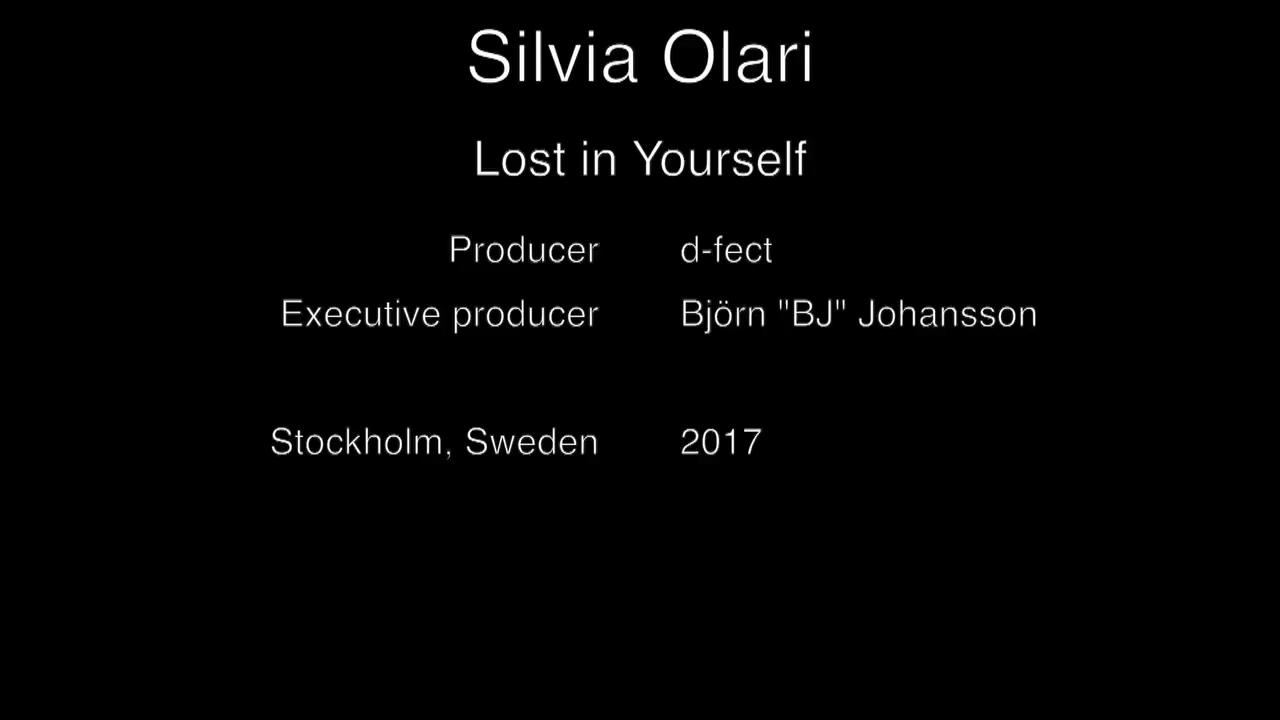 Silvia Olari
Lost in Yourself
Producer d-fect
Executive producer Björn "BJ" Johansson
Stockholm, Sweden 2017